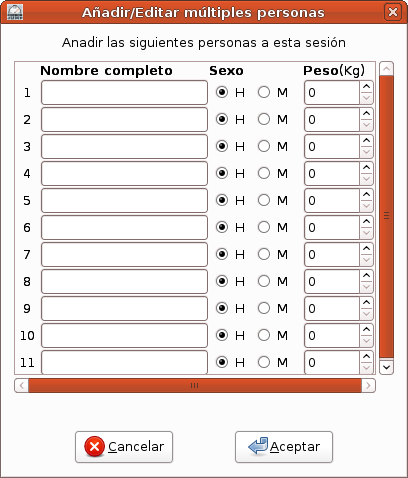 Añadir/Editar múltiples personas
Anadir las siguientes personas a esta sesión
Nombre completo Sexo Peso(Kg)
1 H M 0
2 H M 0
3 H M 0
4 H M 0
5 H M 0
6 H M 0
7 H M 0
8 H M 0
9 H M 0
10 H M 0
11 H M 0
Cancelar Aceptar